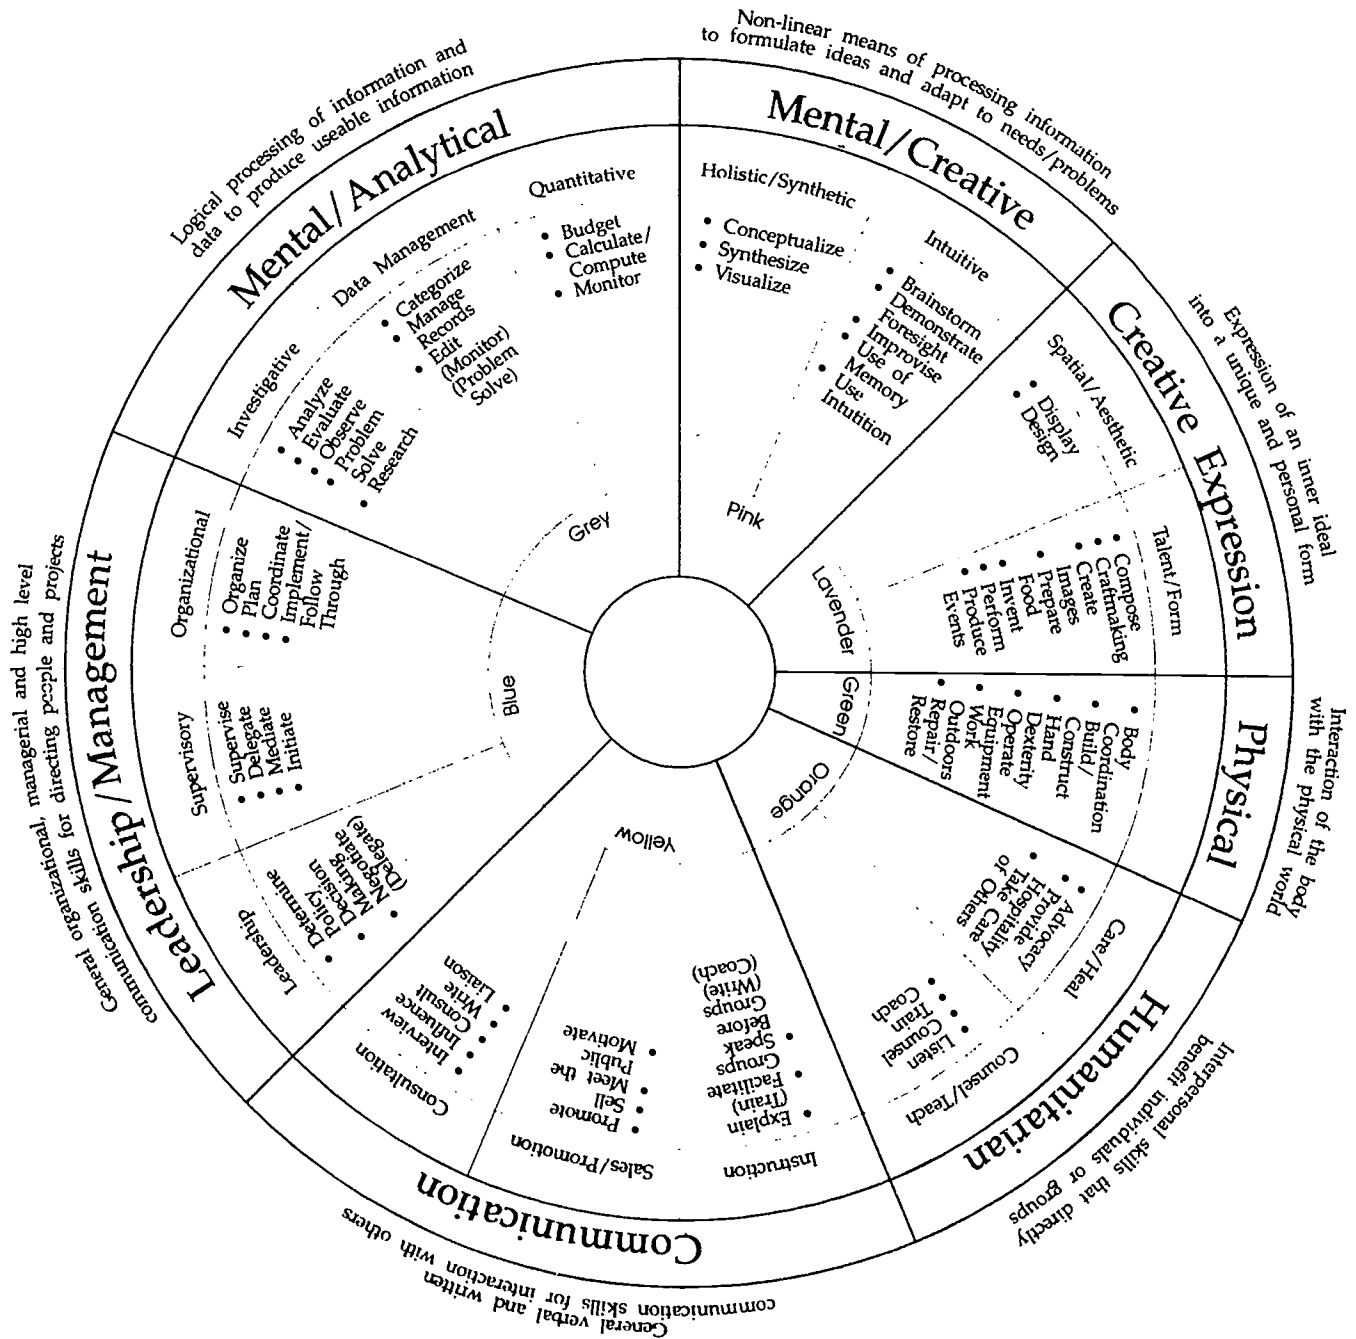 Non-linear means of processing information
to formulate ideas and adapt to needs/problems
Mental/Creative
Holistic/Synthetic
• Conceptualize
• Synthesize
• Visualize
Intuitive
• Brainstorm
• Demonstrate
Foresight
• Improvise
• Use of
Memory
• Use
Intutition
Pink
Expression of an inner ideal
into a unique and personal form
Creative Expression
Spatial/Aesthetic
• Display
• Design
Talent/Form
• Compose
• Craftmaking
• Create
Images
• Prepare
Food
• Invent
• Perform
• Produce
Events
Lavender
Interaction of the body
with the physical world
Physical
• Body
Coordination
• Build/
Construct
• Hand
Dexterity
• Operate
Equipment
• Work
Outdoors
• Repair/
Restore
Green
Interpersonal skills that directly
benefit individuals or groups
Humanitarian
Care/Heal
• Advocacy
• Provide
Hospitality
• Take Care
of Others
Counsel/Teach
• Listen
• Counsel
• Train
• Coach
Orange
General verbal and written
communication skills for interaction with others
Communication
Instruction
• Explain
(Train)
• Facilitate
Groups
• Speak
Before
Groups
(Write)
(Coach)
Sales/Promotion
• Promote
• Sell
• Meet the
Public
• Motivate
Consultation
• Interview
• Influence
• Consult
• Write
• Liaison
Yellow
General organizational, managerial and high level
communication skills for directing people and projects
Leadership/Management
Leadership
• Determine
Policy
• Decision
Making
• Negotiate
(Delegate)
Supervisory
• Supervise
• Delegate
• Mediate
• Initiate
Organizational
• Organize
• Plan
• Coordinate
• Implement/
Follow
Through
Blue
Logical processing of information and
data to produce useable information
Mental/Analytical
Investigative
• Analyze
• Evaluate
• Observe
• Problem
Solve
• Research
Data Management
• Categorize
• Manage
Records
• Edit
(Monitor)
(Problem
Solve)
Quantitative
• Budget
• Calculate/
Compute
• Monitor
Grey